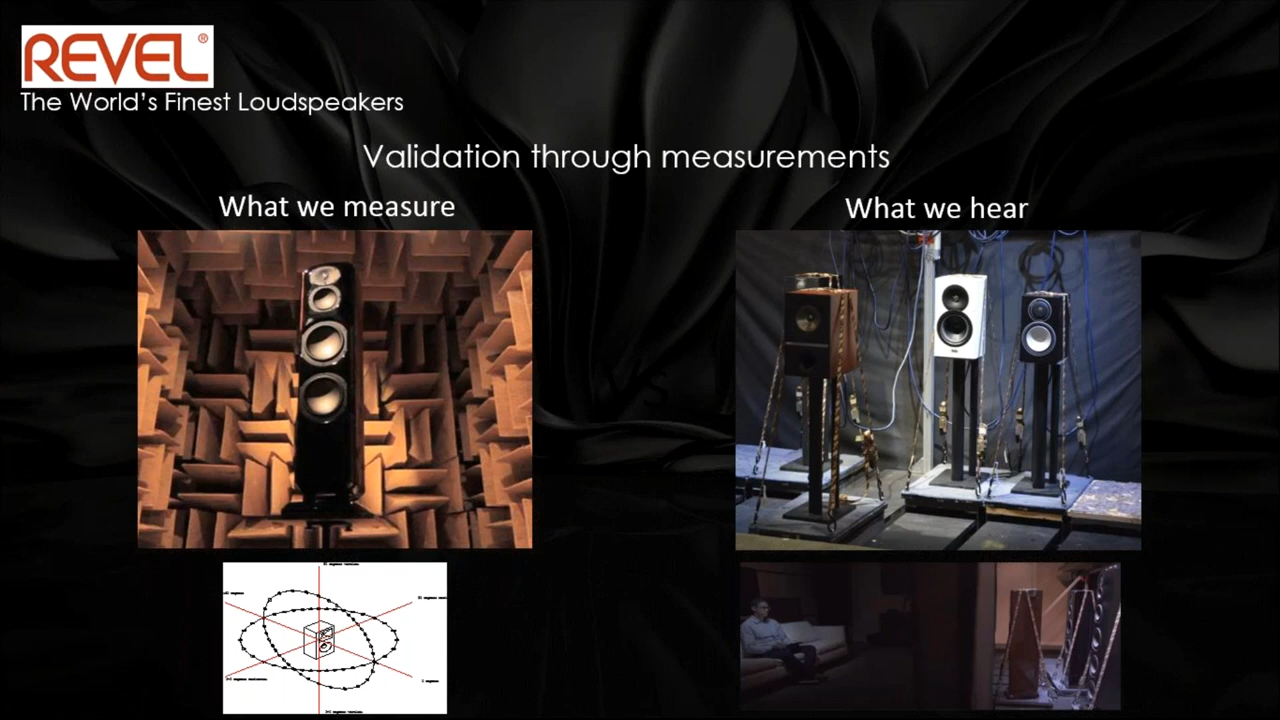 REVEL®
The World's Finest Loudspeakers
Validation through measurements
What we measure
What we hear